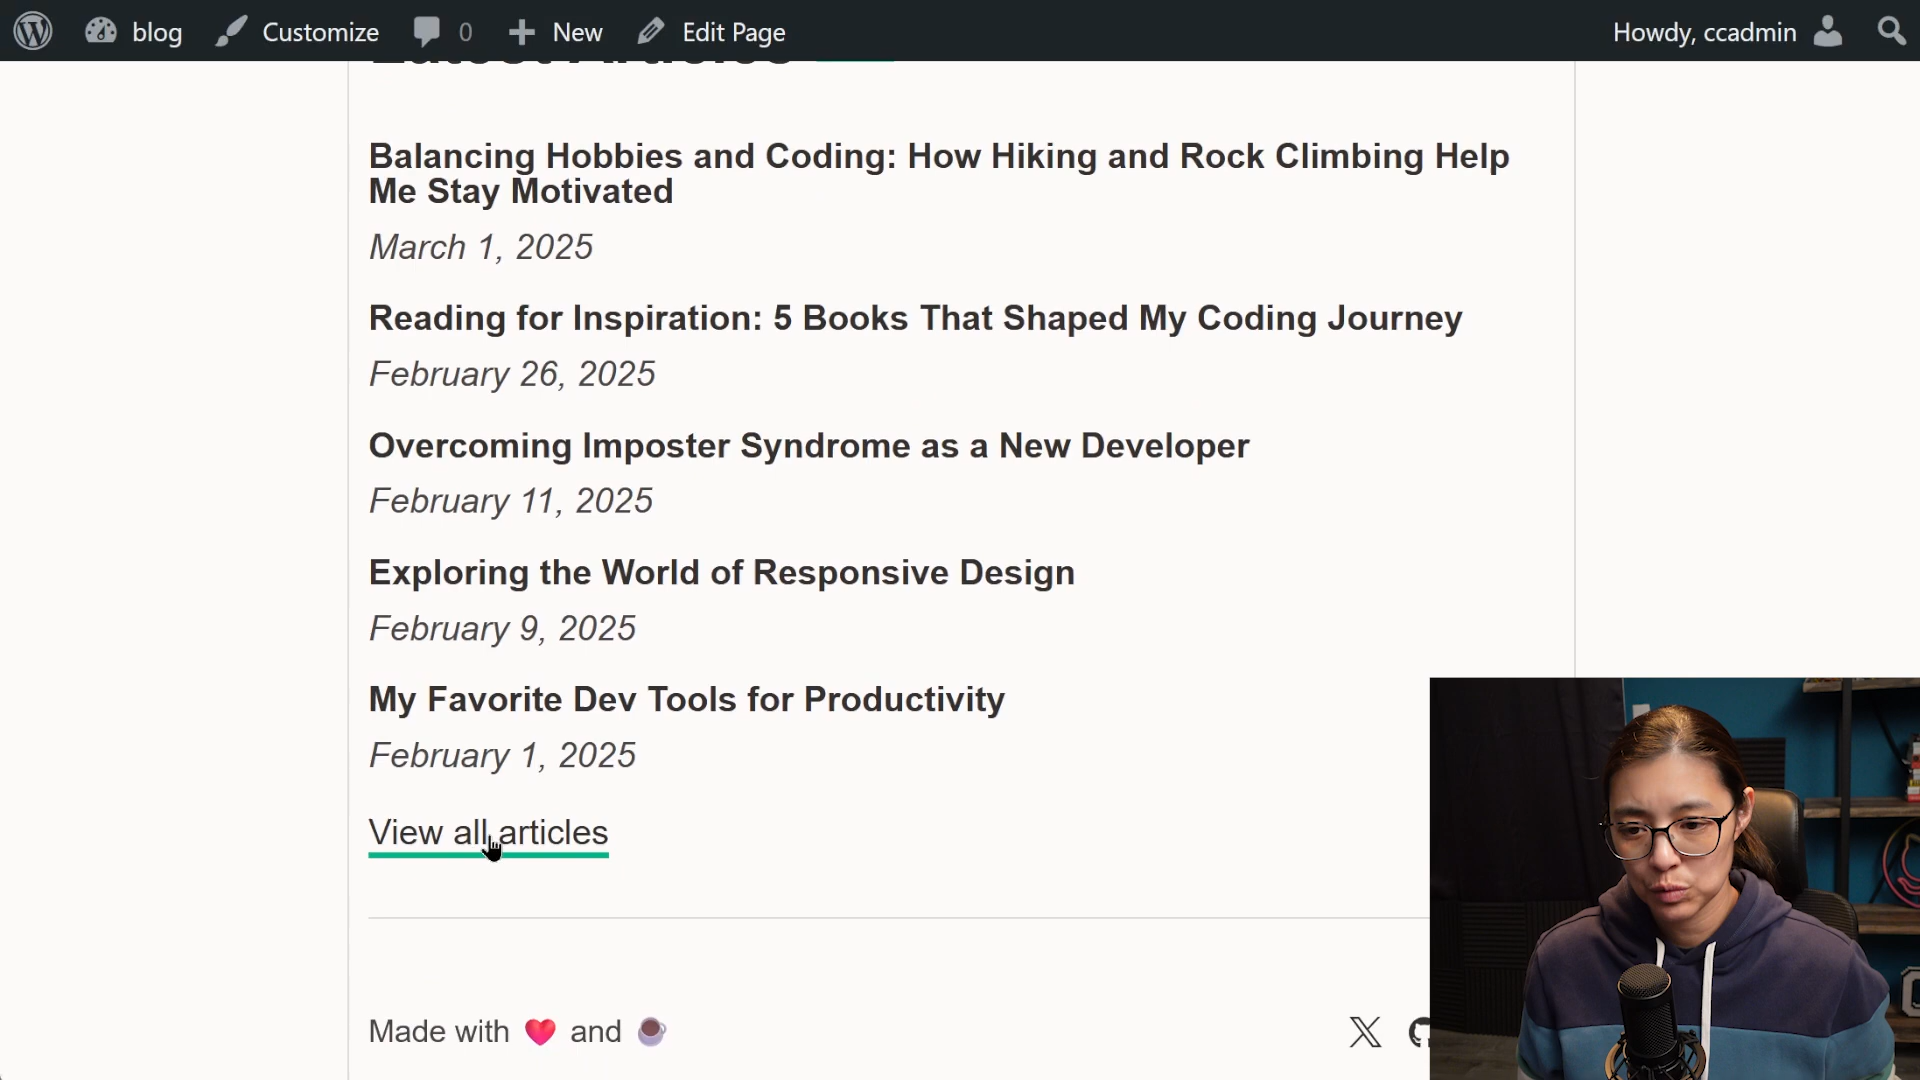 blog
Customize
0
New
Edit Page
Howdy, ccadmin
Latest Articles
Balancing Hobbies and Coding: How Hiking and Rock Climbing Help
Me Stay Motivated
March 1, 2025
Reading for Inspiration: 5 Books That Shaped My Coding Journey
February 26, 2025
Overcoming Imposter Syndrome as a New Developer
February 11, 2025
Exploring the World of Responsive Design
February 9, 2025
My Favorite Dev Tools for Productivity
February 1, 2025
View all articles
Made with ❤️ and ☕